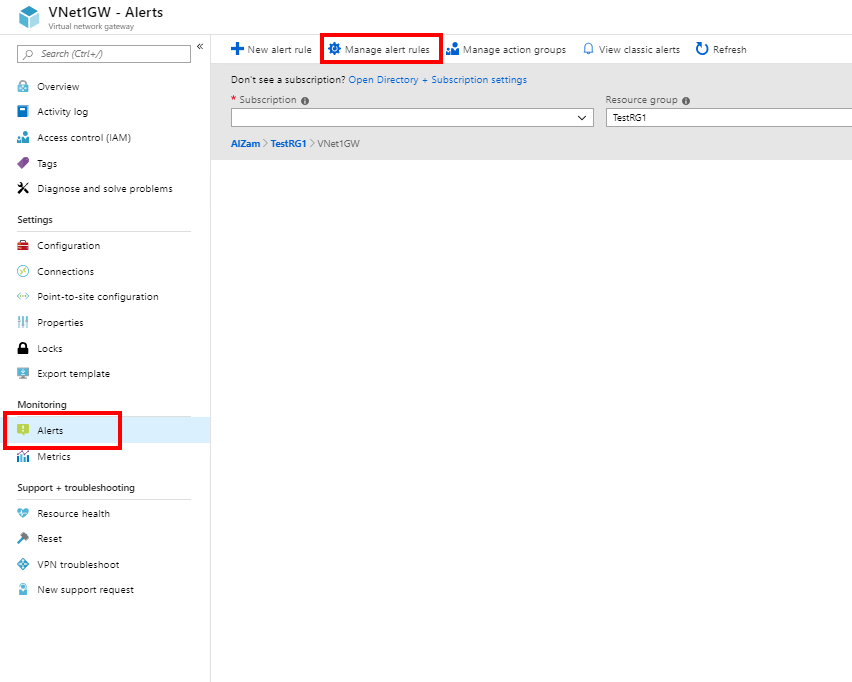 VNet1GW - Alerts
Virtual network gateway
Search (Ctrl+/)
«
Overview
Activity log
Access control (IAM)
Tags
Diagnose and solve problems
Settings
Configuration
Connections
Point-to-site configuration
Properties
Locks
Export template
Monitoring
Alerts
Metrics
Support + troubleshooting
Resource health
Reset
VPN troubleshoot
New support request
New alert rule Manage alert rules Manage action groups View classic alerts Refresh
Don't see a subscription? Open Directory + Subscription settings
* Subscription Resource group
TestRG1
AlZam > TestRG1 > VNet1GW